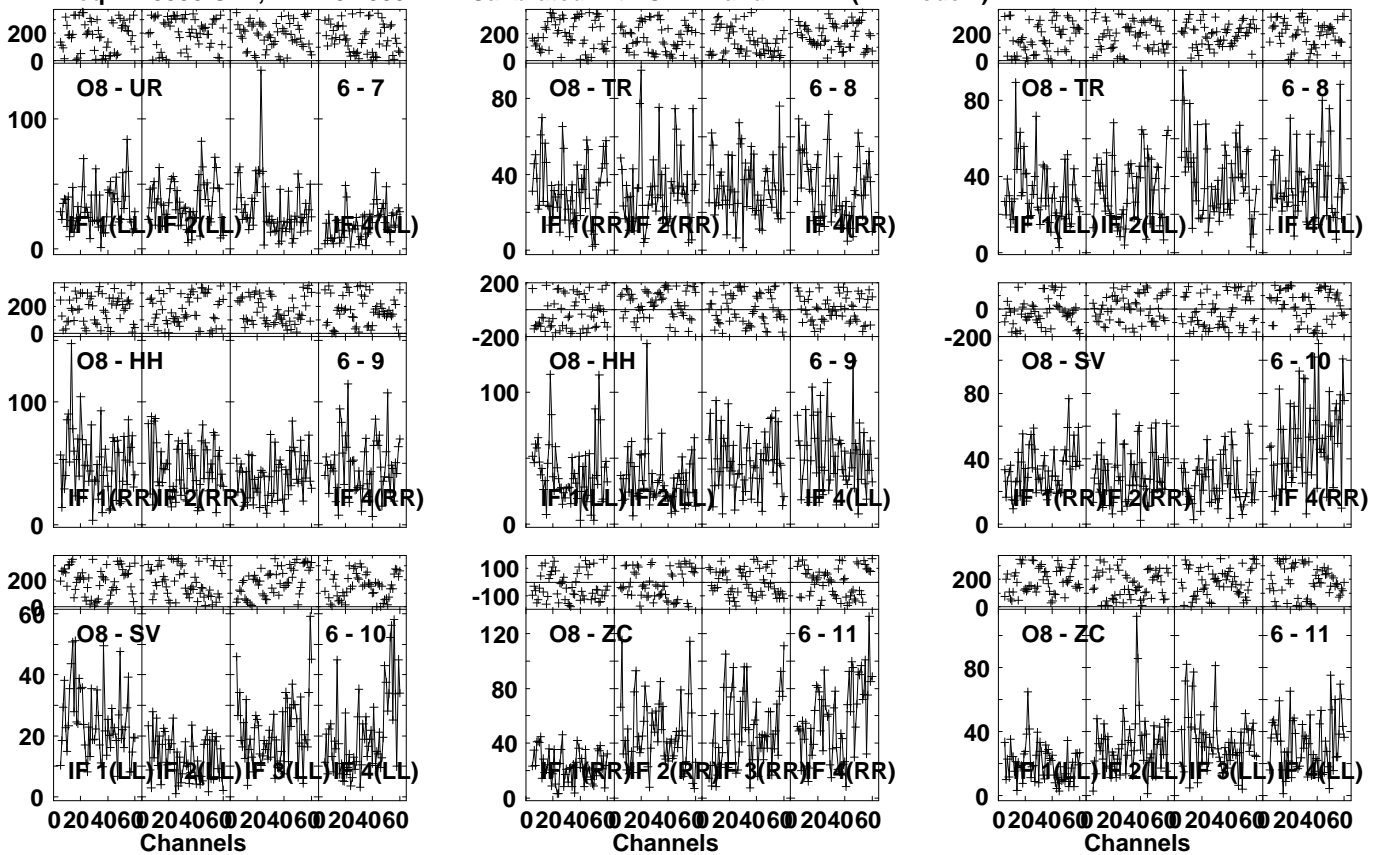 200
0
O8 - UR 6 - 7
100
0
IF 1(LL) IF 2(LL) IF 4(LL)
200
0
O8 - TR 6 - 8
80
40
0
IF 1(RR) IF 2(RR) IF 4(RR)
200
0
O8 - TR 6 - 8
80
40
0
IF 1(LL) IF 2(LL) IF 4(LL)
200
0
O8 - HH 6 - 9
100
0
IF 1(RR) IF 2(RR) IF 4(RR)
200
-200
O8 - HH 6 - 9
100
0
IF 1(LL) IF 2(LL) IF 4(LL)
0
-200
O8 - SV 6 - 10
80
40
0
IF 1(RR) IF 2(RR) IF 4(RR)
200
0
60
O8 - SV 6 - 10
40
20
0
IF 1(LL) IF 2(LL) IF 3(LL) IF 4(LL)
0 20 40 60 0 20 40 60 0 20 40 60 0 20 40 60
Channels
100
-100
O8 - ZC 6 - 11
120
80
40
0
IF 1(RR) IF 2(RR) IF 3(RR) IF 4(RR)
0 20 40 60 0 20 40 60 0 20 40 60 0 20 40 60
Channels
200
0
O8 - ZC 6 - 11
80
40
0
IF 1(LL) IF 2(LL) IF 3(LL) IF 4(LL)
0 20 40 60 0 20 40 60 0 20 40 60 0 20 40 60
Channels